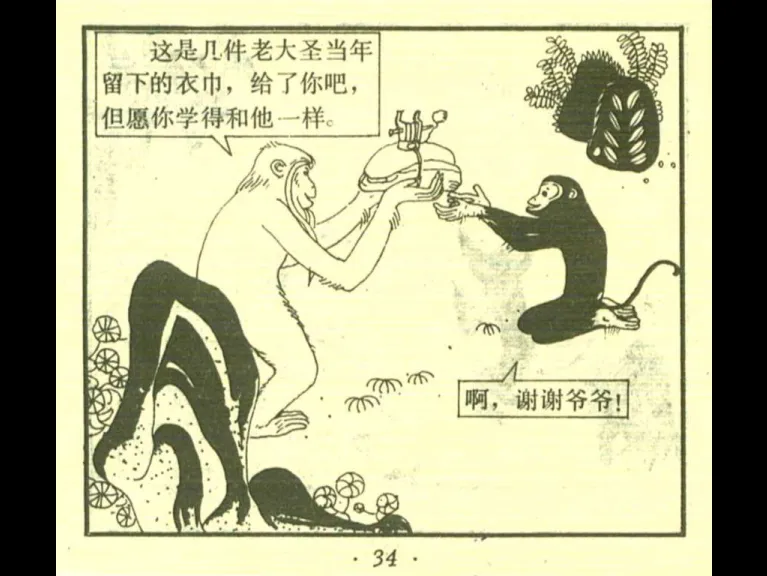 这是几件老大圣当年
留下的衣巾，给了你吧，
但愿你学得和他一样。
啊，谢谢爷爷！
· 34 ·